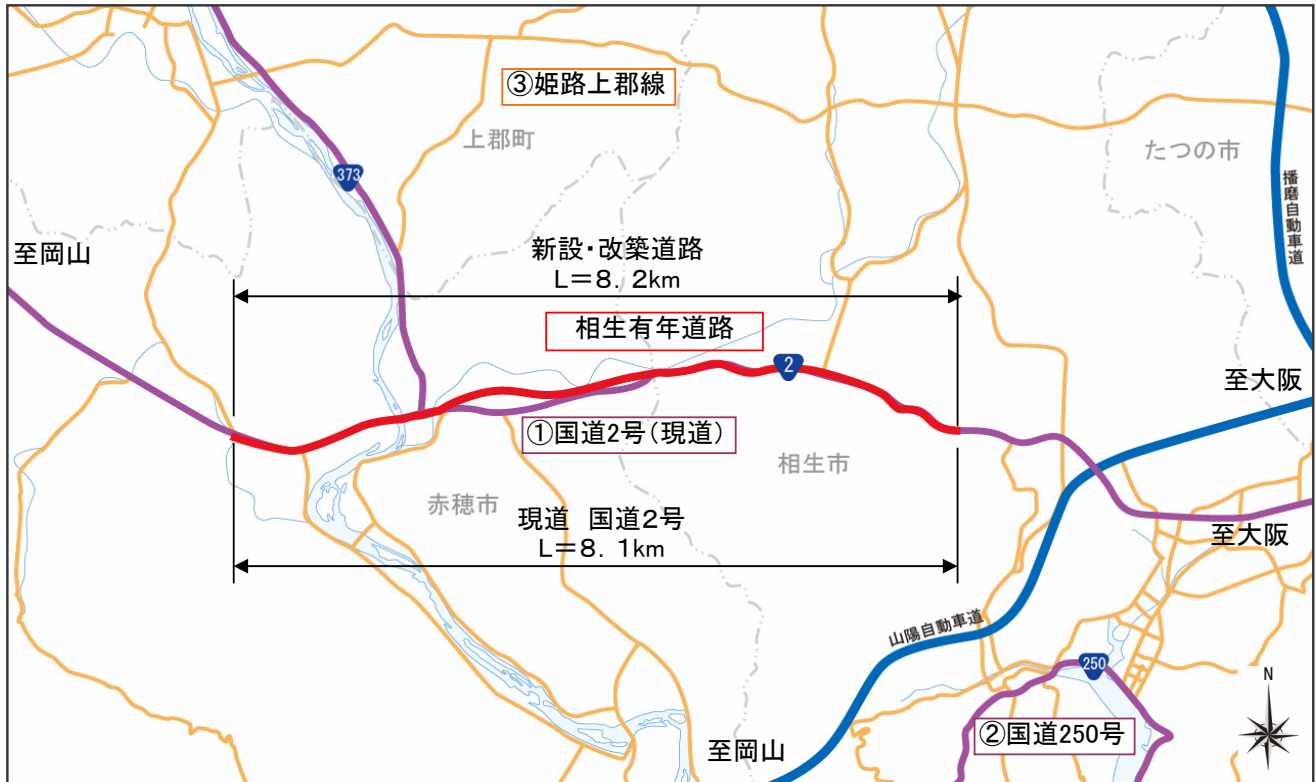 ③姫路上郡線
上郡町
たつの市
373
播磨自動車道
至岡山
新設・改築道路
L=8.2km
相生有年道路
2
至大阪
①国道2号(現道)
相生市
赤穂市
現道 国道2号
L=8.1km
至大阪
山陽自動車道
250
N
②国道250号
至岡山